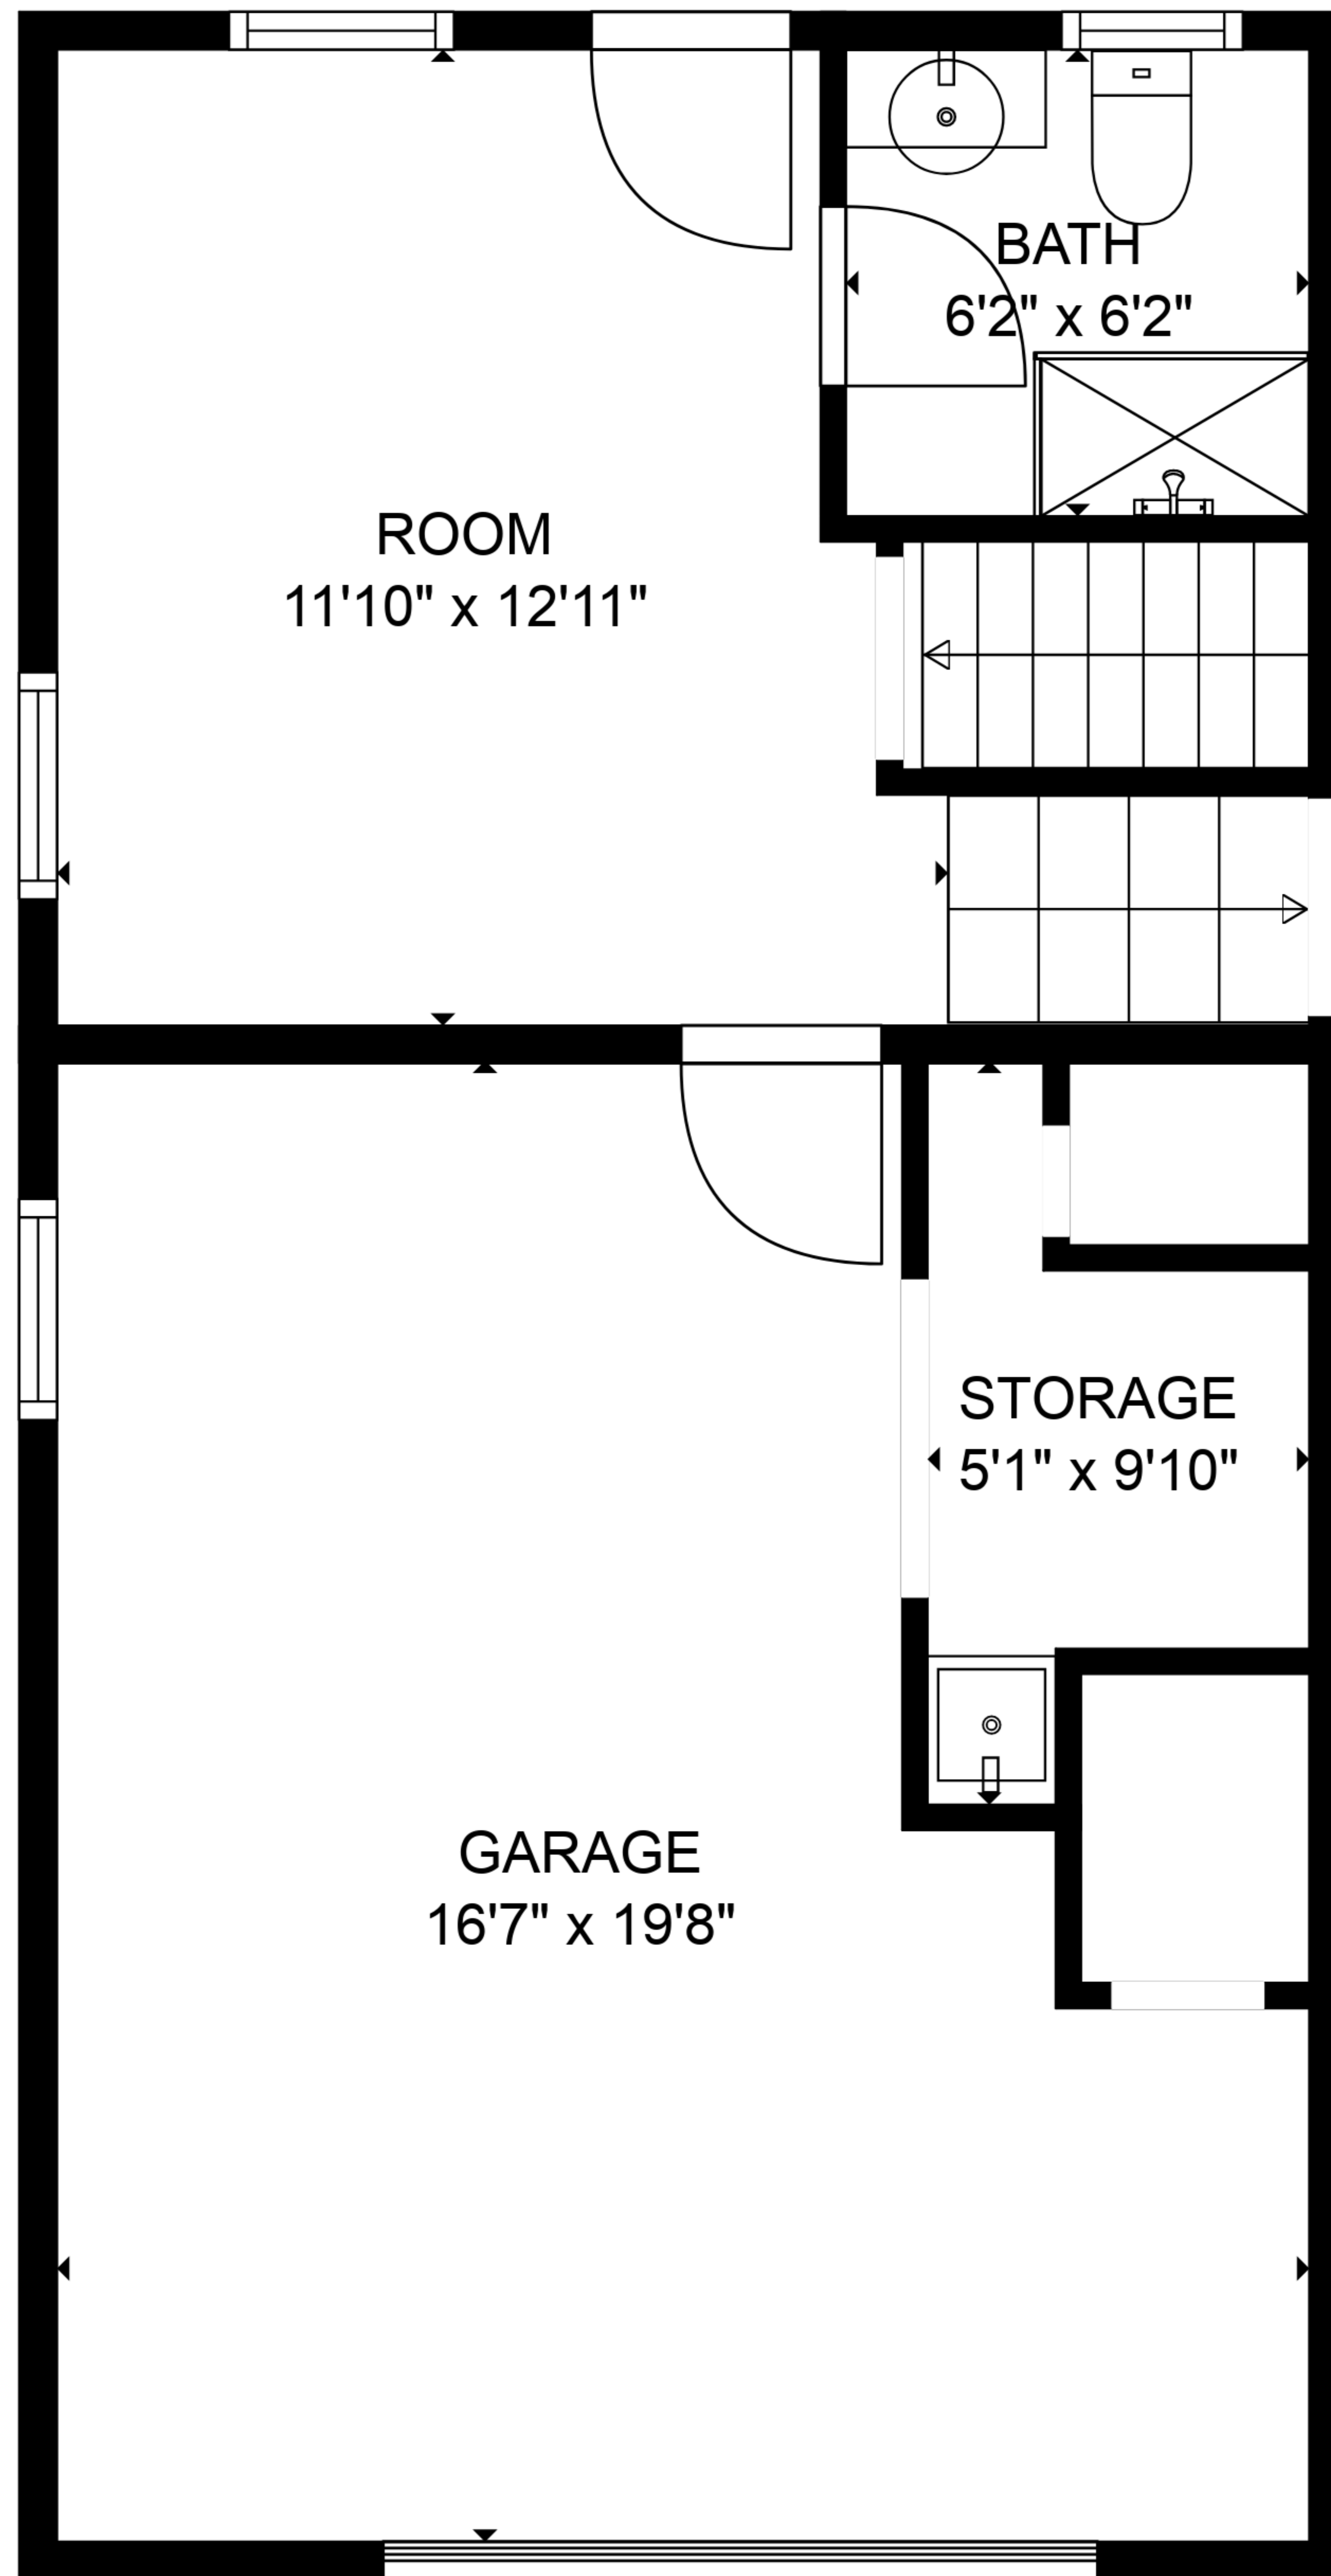 BATH
6'2" x 6'2"
ROOM
11'10" x 12'11"
STORAGE
5'1" x 9'10"
GARAGE
16'7" x 19'8"